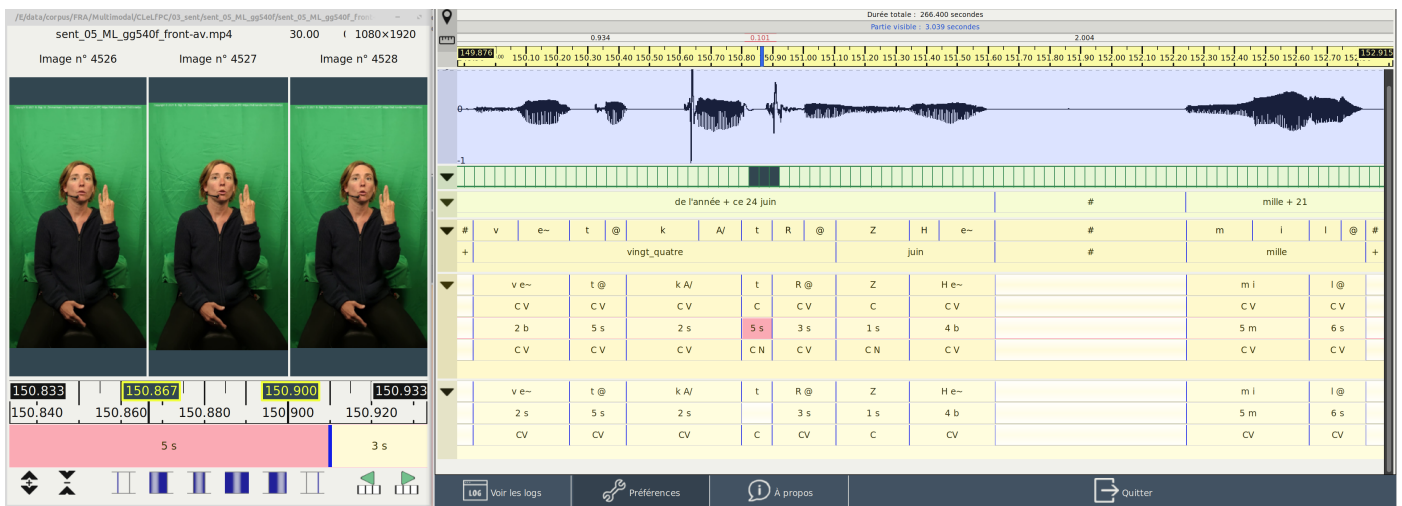 /E/data/corpus/FRA/Multimodal/CLeLfPC/03_sent/sent_05_ML_gg540f/sent_05_ML_gg540f_fron
sent_05_ML_gg540f_front-av.mp4 30.00 ( 1080×1920
Image n° 4526 Image n° 4527 Image n° 4528
150.833 150.867 150.900 150.933
150.840 150.860 150.880 150.900 150.920
5 s 3 s
Durée totale : 266.400 secondes
Partie visible : 3.039 secondes
0.934 0.101 2.004
149.876 150.10 150.20 150.30 150.40 150.50 150.60 150.70 150.80 150.90 151.00 151.10 151.20 151.30 151.40 151.50 151.60 151.70 151.80 151.90 152.00 152.10 152.20 152.30 152.40 152.50 152.60 152.70 152.915
0
-1
de l'année + ce 24 juin # mille + 21
# v e~ t @ k A/ t R @ Z H e~ # m i l @ #
+ vingt_quatre juin # mille +
v e~ t @ k A/ t R @ Z H e~ m i l @
C V C V C V C C V C C V C V C V
2 b 5 s 2 s 5 s 3 s 1 s 4 b 5 m 6 s
C V C V C V C N C V C N C V C V C V
v e~ t @ k A/ t R @ Z H e~ m i l @
2 s 5 s 2 s 3 s 1 s 4 b 5 m 6 s
CV CV CV C CV C CV CV CV
LOG Voir les logs Préférences i À propos Quitter